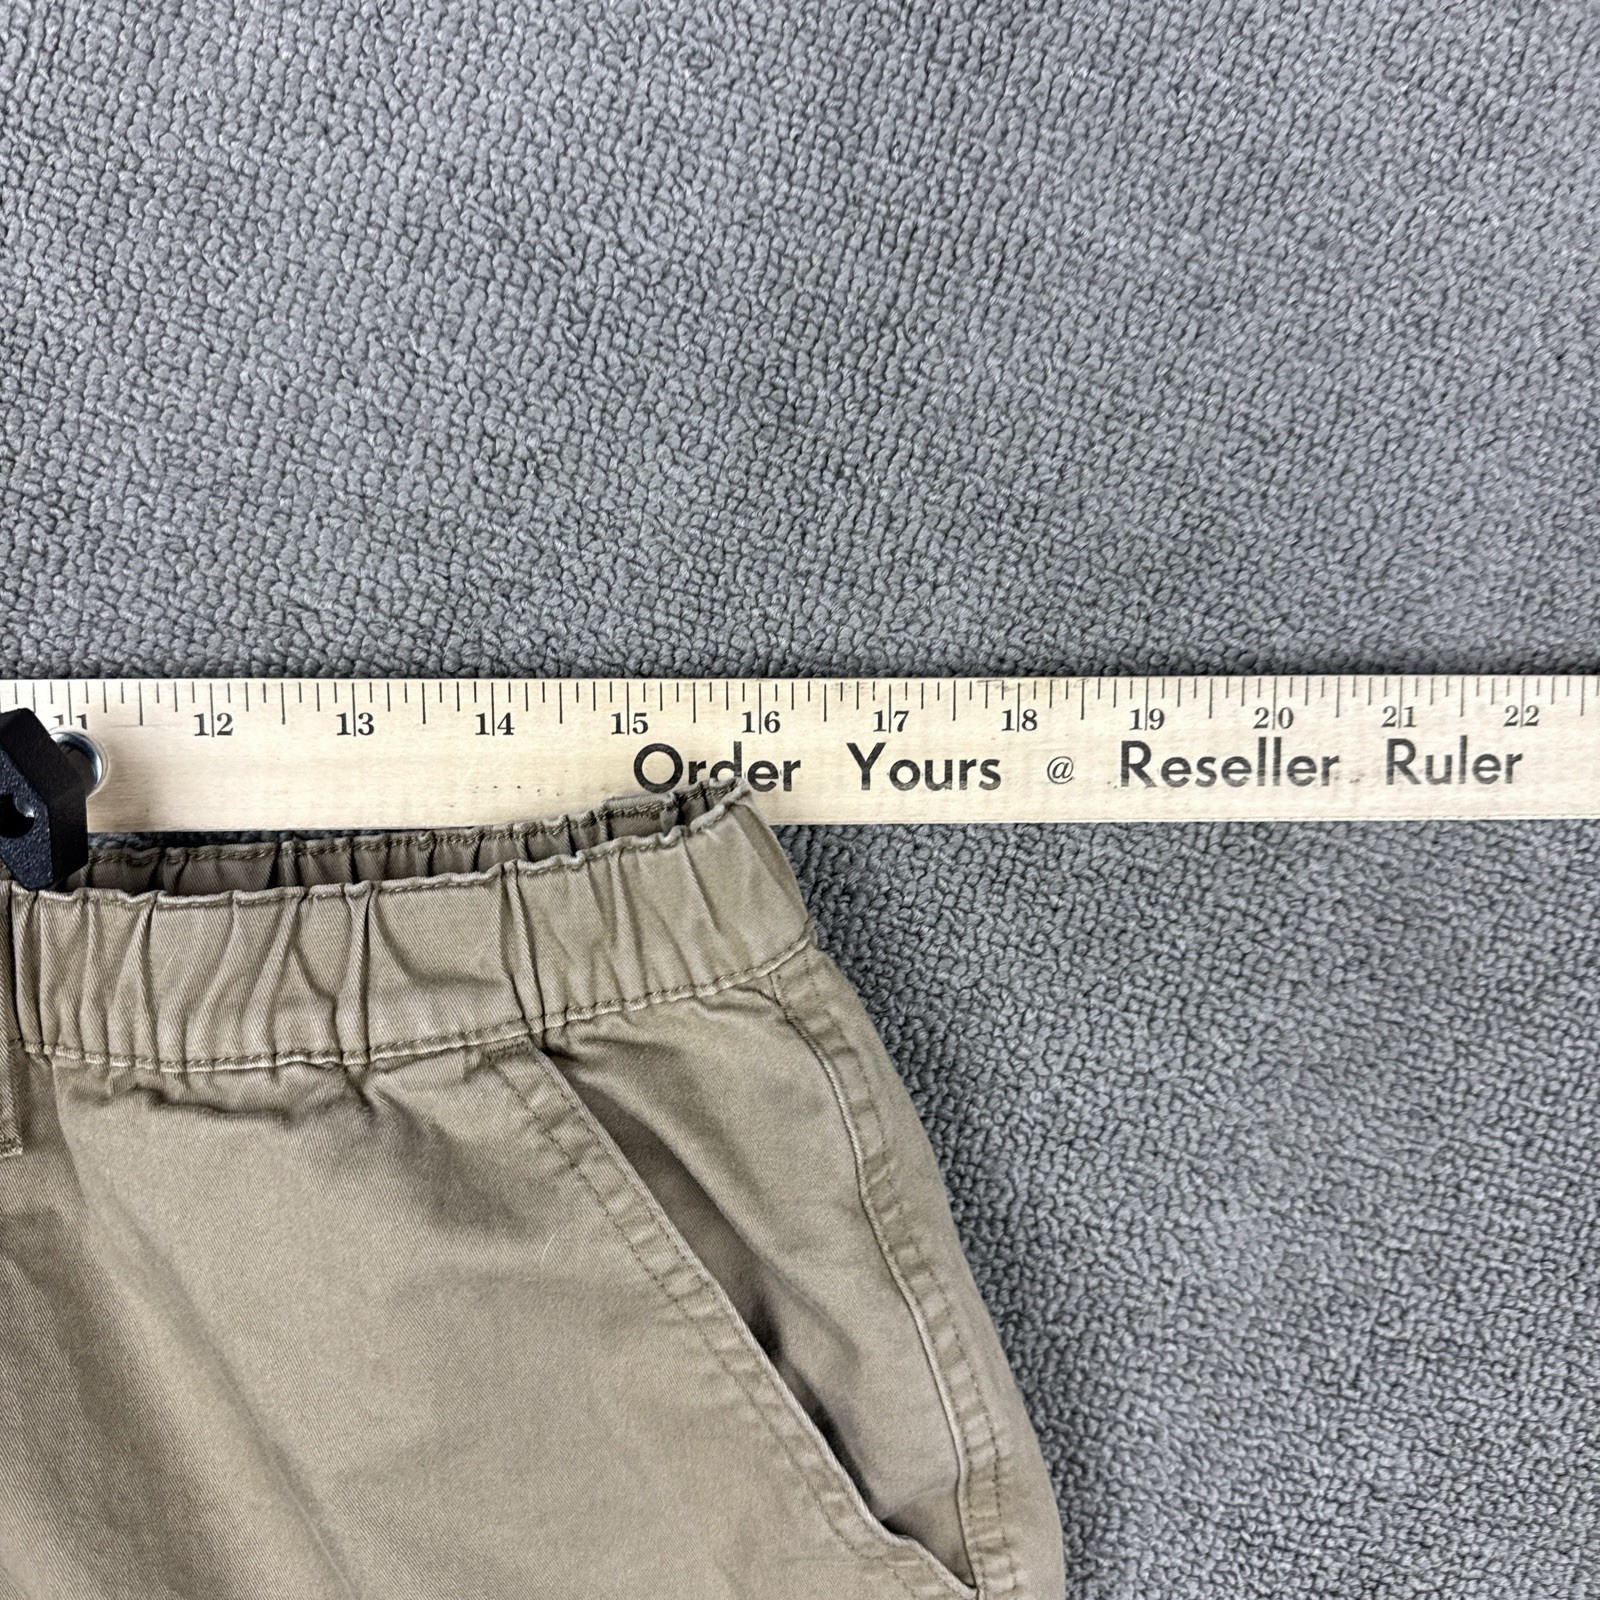 11 12 13 14 15 16 17 18 19 20 21 22
Order Yours @ Reseller Ruler